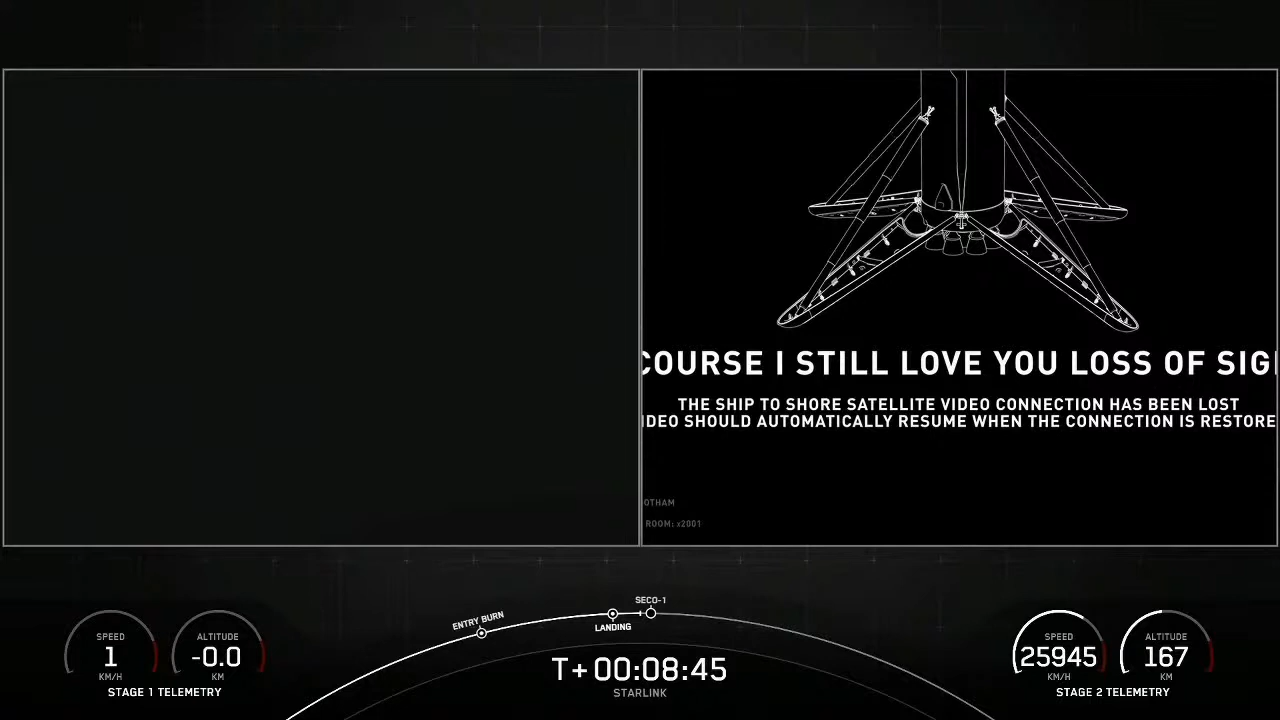 COURSE I STILL LOVE YOU LOSS OF SIG
THE SHIP TO SHORE SATELLITE VIDEO CONNECTION HAS BEEN LOST
IDEO SHOULD AUTOMATICALLY RESUME WHEN THE CONNECTION IS RESTORE
OTHAM
ROOM: x2001
SPEED
1
KM/H
ALTITUDE
-0.0
KM
STAGE 1 TELEMETRY
ENTRY BURN
LANDING
SECO-1
T+00:08:45
STARLINK
SPEED
25945
KM/H
ALTITUDE
167
KM
STAGE 2 TELEMETRY